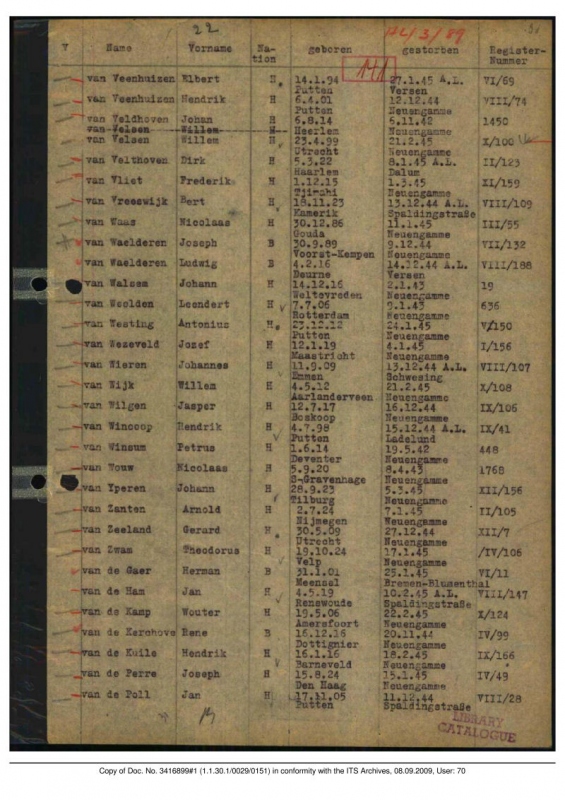 22
V Name Vorname Na- geboren gestorben Register-
tion Nummer
141
van Veenhuizen Elbert H 14.1.94 27.1.45 A.L. VI/69
Putten Versen
van Veenhuizen Hendrik H 6.4.01 12.12.44 VIII/74
Putten Neuengamme
van Veldhoven Johan H 6.8.14 6.11.42 1450
van Velsen Willem H Heerlem Neuengamme
van Velsen Willem H 23.4.99 21.2.45 X/100
Utrecht Neuengamme
van Velthoven Dirk H 5.3.22 8.1.45 A.L. II/123
Haarlem Dalum
van Vliet Frederik H 1.12.15 1.3.45 XI/159
Tjimahi Neuengamme
van Vreeswijk Bert H 18.11.23 13.12.44 A.L. VIII/109
Kamerik Spaldingstraße
van Waas Nicolaas H 30.12.86 11.1.45 III/55
Gouda Neuengamme
van Waelderen Joseph B 30.9.89 9.12.44 VII/132
Voorst-Kempen Neuengamme
van Waelderen Ludwig B 4.2.16 14.12.44 A.L. VIII/188
Deurne Versen
van Walsem Johann H 14.12.16 2.1.43 19
Weltevreden Neuengamme
van Weelden Leendert H 7.7.06 9.1.43 636
Rotterdam Neuengamme
van Westing Antonius H 23.12.12 24.1.45 V/150
Putten Neuengamme
van Wezeveld Jozef H 12.1.19 4.1.45 I/156
Maastricht Neuengamme
van Wieren Johannes H 11.9.09 13.12.44 A.L. VIII/107
Emmen Schwesing
van Wijk Willem H 4.5.12 21.2.45 X/108
Aarlanderveen Neuengamme
van Wilgen Jasper H 12.7.17 16.12.44 IX/106
Boskoop Neuengamme
van Wincoop Hendrik H 4.7.98 15.12.44 A.L. IX/41
Putten Ladelund
van Winsum Petrus H 1.6.14 19.5.42 448
Deventer Neuengamme
van Wouw Nicolaas H 5.9.20 8.4.43 1768
S-Gravenhage Neuengamme
van Yperen Johann H 28.9.23 5.3.45 XII/156
Tilburg Neuengamme
van Zanten Arnold H 2.7.24 7.1.45 II/105
Nijmegen Neuengamme
van Zeeland Gerard H 30.5.09 27.12.44 XII/7
Utrecht Neuengamme
van Zwam Theodorus H 19.10.24 17.1.45 /IV/106
Velp Neuengamme
van de Gaer Herman B 31.1.01 25.1.45 VI/11
Meensel Bremen-Blumenthal
van de Ham Jan H 4.5.19 10.2.45 A.L. VIII/147
Renswoude Spaldingstraße
van de Kamp Wouter H 19.5.06 22.2.45 X/124
Amersfoort Neuengamme
van de Kerchove Rene B 16.12.16 20.11.44 IV/99
Dottignier Neuengamme
van de Kuile Hendrik H 16.1.16 18.2.45 IX/166
Barneveld Neuengamme
van de Perre Joseph H 15.8.24 15.1.45 IV/49
Den Haag Neuengamme
van de Poll Jan H 17.11.05 11.12.44 VIII/28
Putten Spaldingstraße
LIBRARY
CATALOGUE
Copy of Doc. No. 3416899#1 (1.1.30.1/0029/0151) in conformity with the ITS Archives, 08.09.2009, User: 70